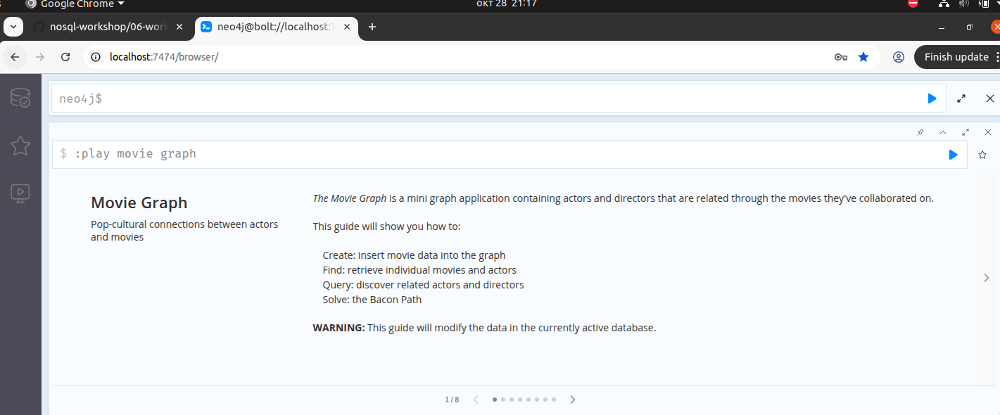 Google Chrome
окт 28 21:17
nosql-workshop/06-wor
neo4j@bolt://localhost:7
localhost:7474/browser/
Finish update
neo4j$
$ :play movie graph
Movie Graph
Pop-cultural connections between actors
and movies
The Movie Graph is a mini graph application containing actors and directors that are related through the movies they've collaborated on.
This guide will show you how to:
Create: insert movie data into the graph
Find: retrieve individual movies and actors
Query: discover related actors and directors
Solve: the Bacon Path
WARNING: This guide will modify the data in the currently active database.
1 / 8